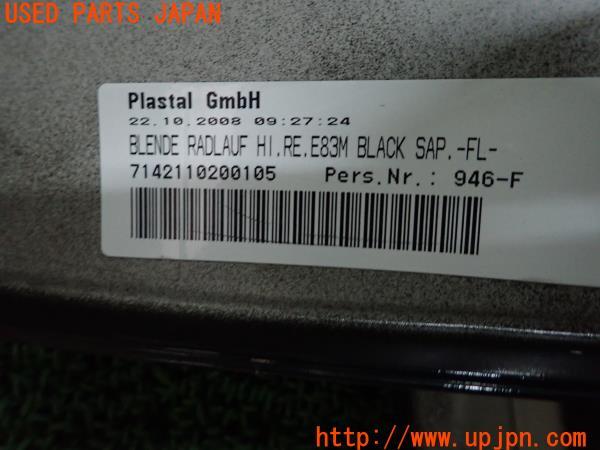 USED PARTS JAPAN
Plastal GmbH
22.10.2008 09:27:24
BLENDE RADLAUF HI.RE.E83M BLACK SAP.-FL-
7142110200105 Pers.Nr.: 946-F
http://www.upjpn.com/